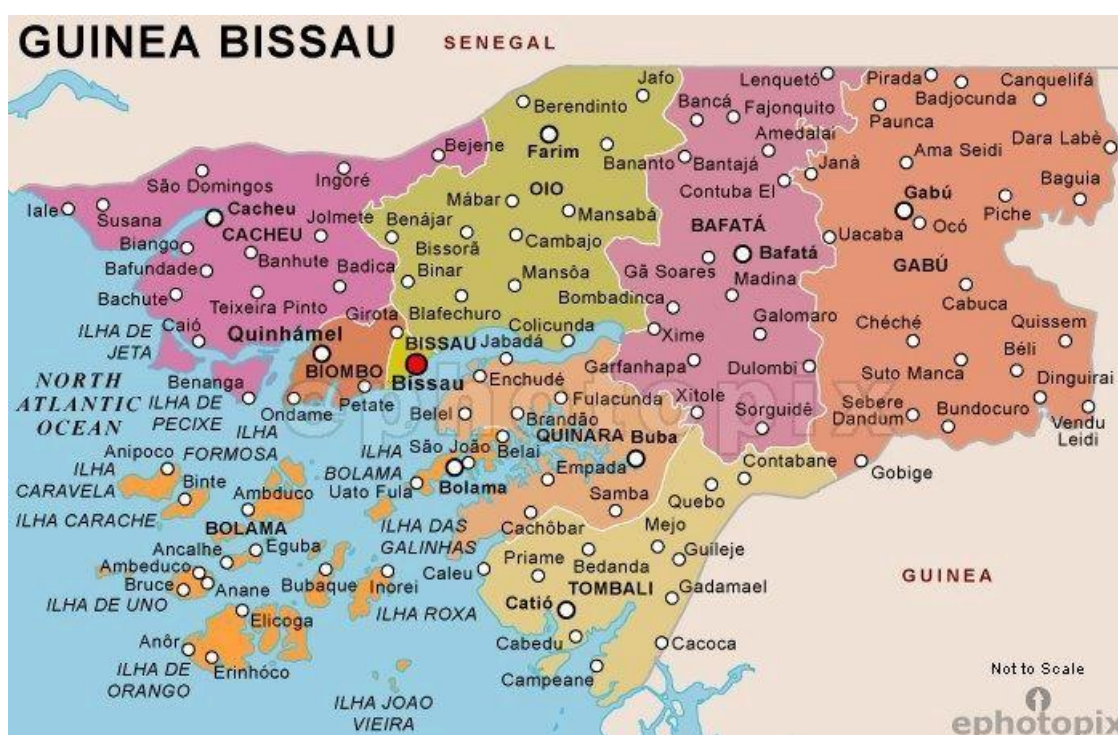 GUINEA BISSAU
SENEGAL
Jafo
Lenquetó
Pirada
Canquelifá
Berendinto
Bancá
Fajonquito
Badjocunda
Paunca
Farim
Amedalai
Dara Labè
Bejene
Bananto
Bantajá
Janà
Ama Seidi
São Domingos
Ingoré
OIO
Contuba El
Gabú
Baguia
Iale
Susana
Cacheu
Jolmete
Mábar
Mansabá
Piche
CACHEU
Benájar
BAFATÁ
Uacaba
Ocó
Biango
Banhute
Bissorã
Cambajo
Bafatá
GABÚ
Bafundade
Badica
Binar
Mansôa
Gã Soares
Madina
Bachute
Teixeira Pinto
Bombadinca
Cabuca
Girota
Blafechuro
Colicunda
Galomaro
Chéché
Quissem
ILHA DE
JETA
Caió
Quinhámel
BISSAU
Jabadá
Xime
Béli
BIOMBO
Bissau
Enchudé
Garfanhapa
Dulombi
Suto Manca
Dinguirai
NORTH
ATLANTIC
OCEAN
Benanga
ILHA DE
PECIXE
Ondame
Petate
Belel
Fulacunda
Xitole
Sorguidê
Sebere
Dandum
Bundocuro
Vendu
Leidi
ILHA
FORMOSA
Brandão
QUINARA
Buba
Anipoco
ILHA
BOLAMA
São João
Belai
Contabane
Gobige
ILHA
CARAVELA
Binte
Ambduco
Uato Fula
Bolama
Empada
Quebo
ILHA CARACHE
BOLAMA
ILHA DAS
GALINHAS
Samba
Cachôbar
Mejo
Ancalhe
Eguba
Priame
Bedanda
Guileje
Ambeduco
Bruce
Anane
Bubaque
Inorei
Caleu
TOMBALI
Gadamael
GUINEA
ILHA DE UNO
Elicoga
ILHA ROXA
Catió
Anôr
Cabedu
Cacoca
ILHA DE
ORANGO
Erinhóco
Campeane
Not to Scale
ILHA JOAO
VIEIRA
ephotopix
ephotopix